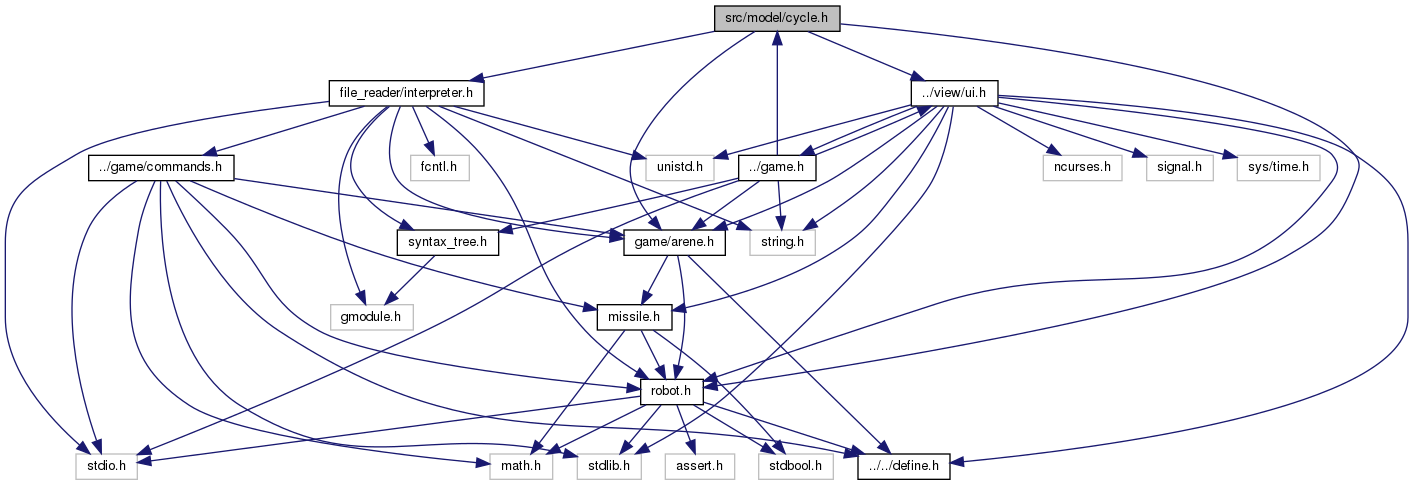 src/model/cycle.h
file_reader/interpreter.h
../view/ui.h
../game/commands.h
fcntl.h
unistd.h
../game.h
ncurses.h
signal.h
sys/time.h
syntax_tree.h
game/arene.h
string.h
gmodule.h
missile.h
robot.h
stdio.h
math.h
stdlib.h
assert.h
stdbool.h
../../define.h